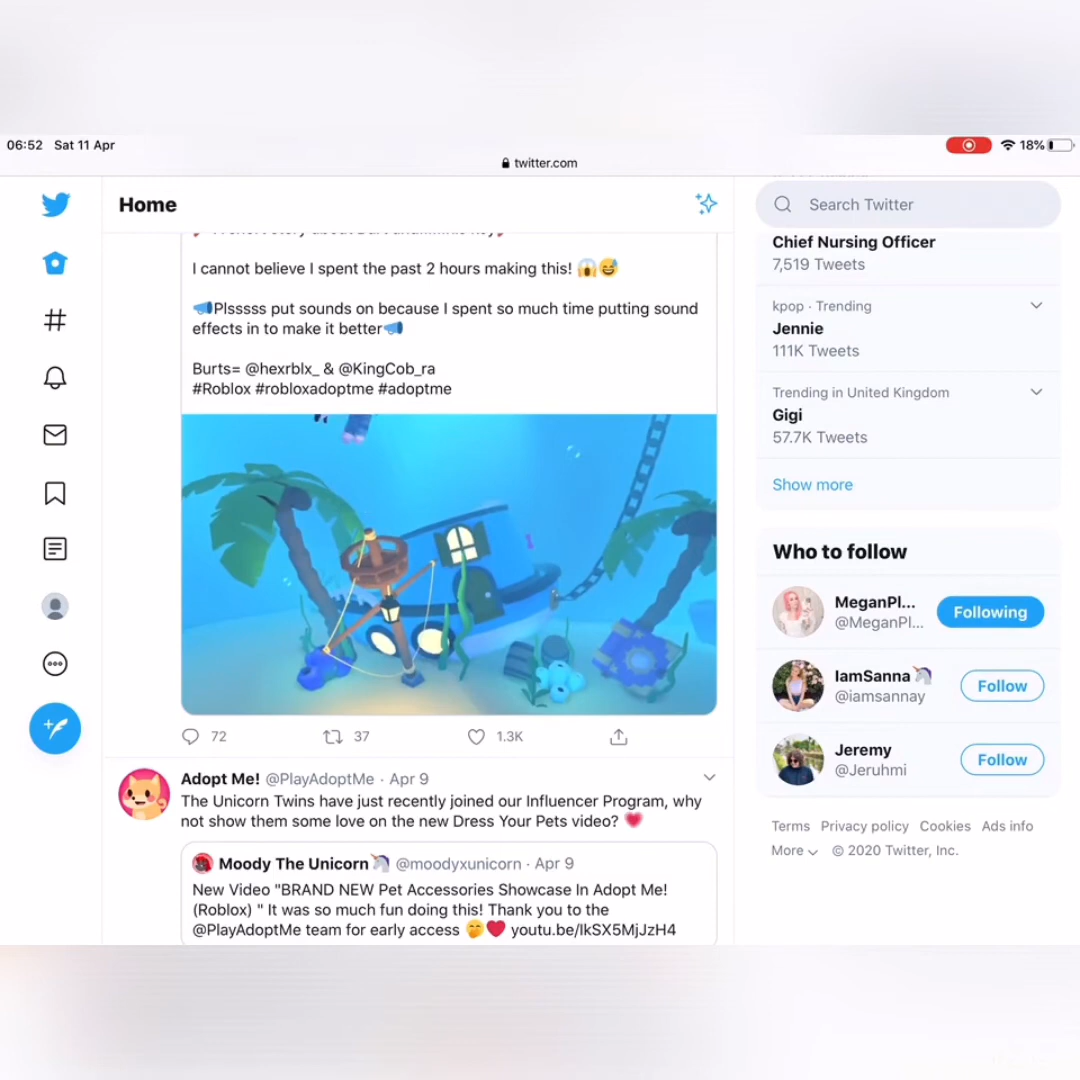 06:52 Sat 11 Apr
18%
twitter.com
Home
Search Twitter
I cannot believe I spent the past 2 hours making this! 😱😅
📣Plsssss put sounds on because I spent so much time putting sound
effects in to make it better📣
Burts= @hexrblx_ & @KingCob_ra
#Roblox #robloxadoptme #adoptme
72 37 1.3K
Adopt Me! @PlayAdoptMe · Apr 9
The Unicorn Twins have just recently joined our Influencer Program, why
not show them some love on the new Dress Your Pets video? 💗
Moody The Unicorn🦄 @moodyxunicorn · Apr 9
New Video "BRAND NEW Pet Accessories Showcase In Adopt Me!
(Roblox) " It was so much fun doing this! Thank you to the
@PlayAdoptMe team for early access 🤭❤️ youtu.be/lkSX5MjJzH4
Chief Nursing Officer
7,519 Tweets
kpop · Trending
Jennie
111K Tweets
Trending in United Kingdom
Gigi
57.7K Tweets
Show more
Who to follow
MeganPl...
@MeganPl...
Following
IamSanna🦄
@iamsannay
Follow
Jeremy
@Jeruhmi
Follow
Terms Privacy policy Cookies Ads info
More © 2020 Twitter, Inc.